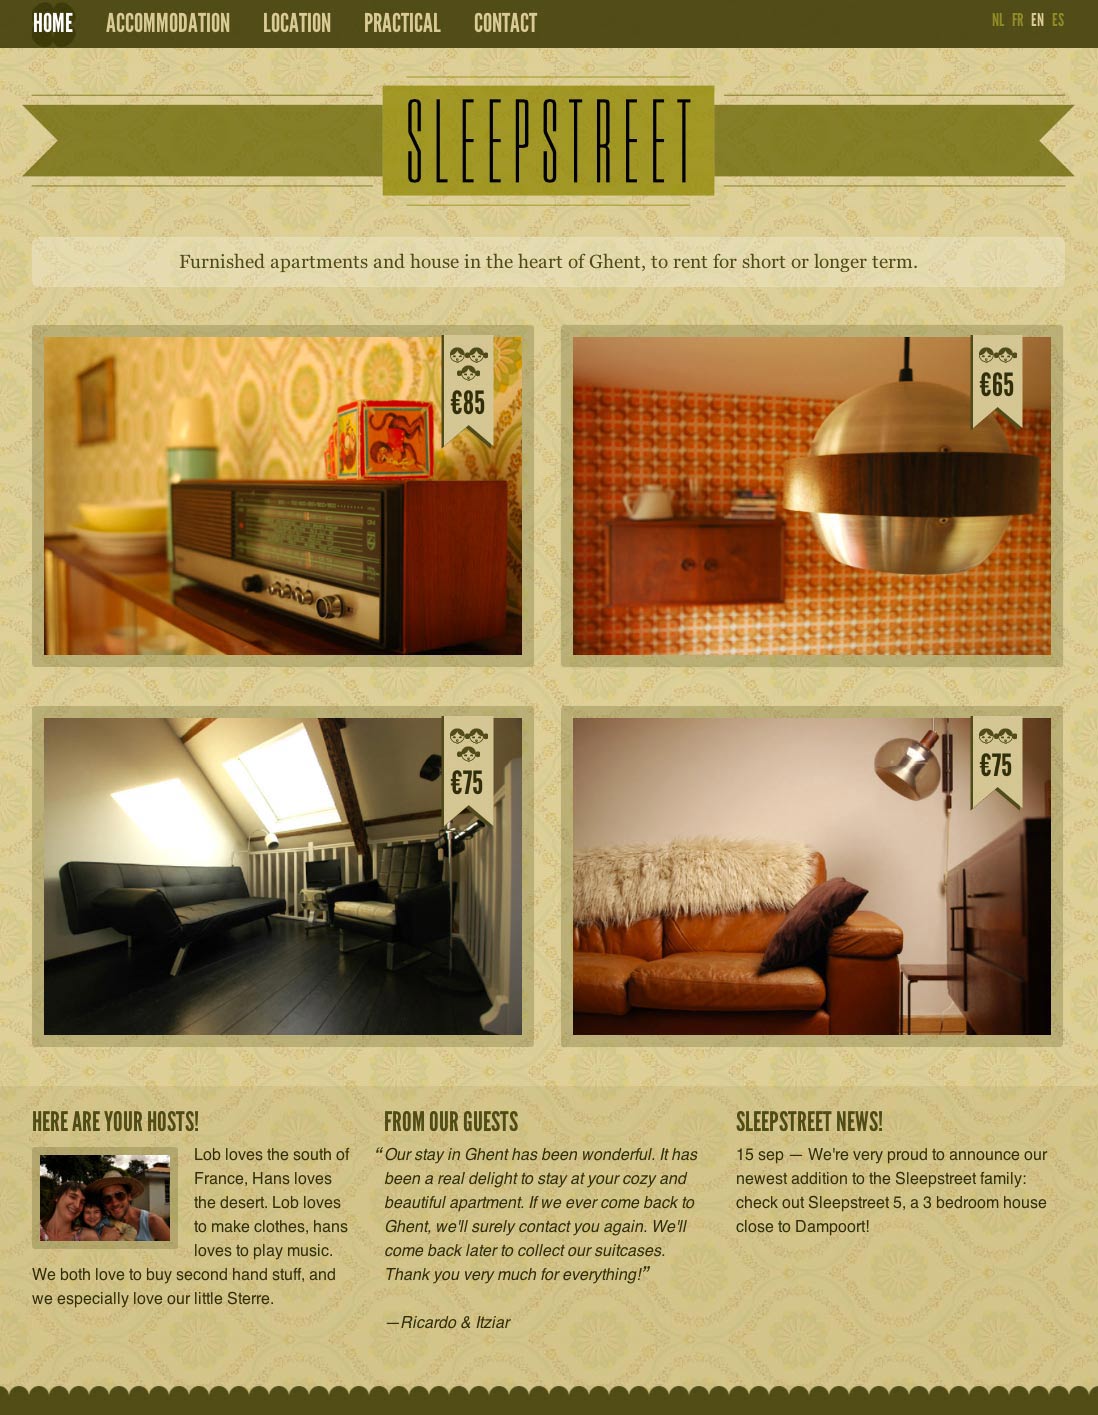 HOME ACCOMMODATION LOCATION PRACTICAL CONTACT NL FR EN ES
SLEEPSTREET
Furnished apartments and house in the heart of Ghent, to rent for short or longer term.
€85
€65
€75
€75
HERE ARE YOUR HOSTS!
Lob loves the south of
France, Hans loves
the desert. Lob loves
to make clothes, hans
loves to play music.
We both love to buy second hand stuff, and
we especially love our little Sterre.
FROM OUR GUESTS
“Our stay in Ghent has been wonderful. It has
been a real delight to stay at your cozy and
beautiful apartment. If we ever come back to
Ghent, we'll surely contact you again. We'll
come back later to collect our suitcases.
Thank you very much for everything!”
—Ricardo & Itziar
SLEEPSTREET NEWS!
15 sep — We're very proud to announce our
newest addition to the Sleepstreet family:
check out Sleepstreet 5, a 3 bedroom house
close to Dampoort!